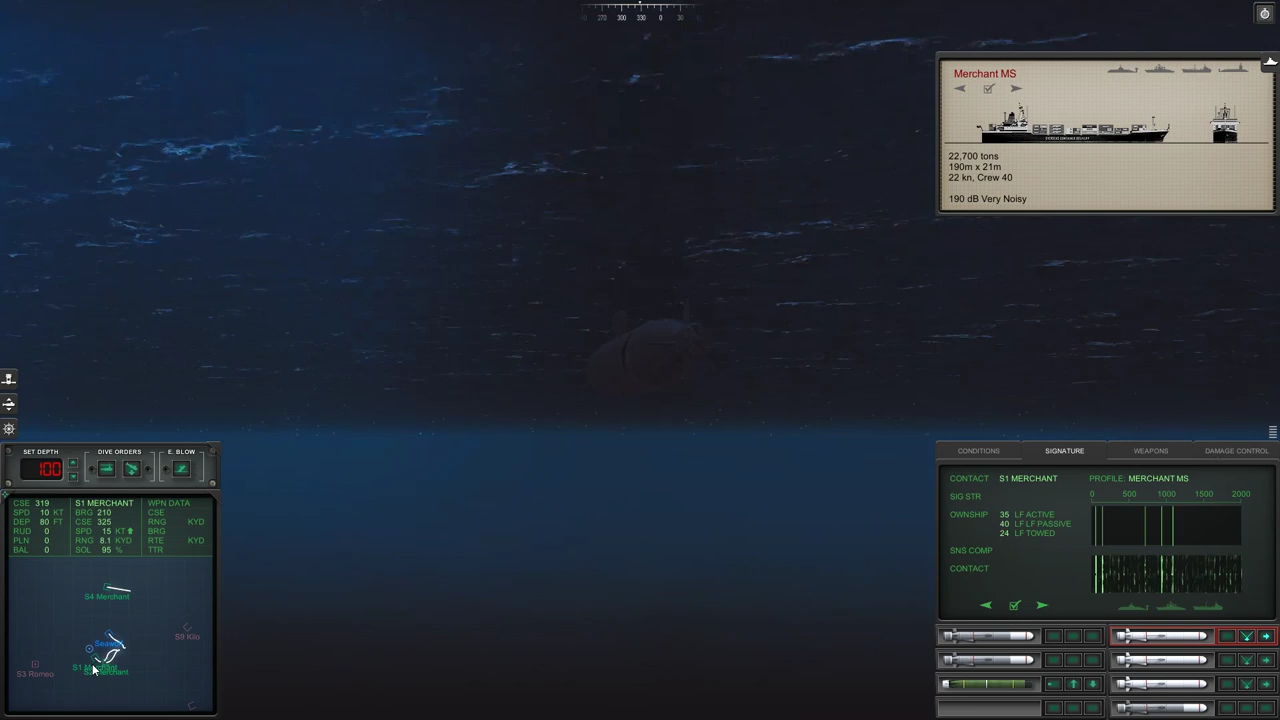 270 300 330 0 30
Merchant MS
22,700 tons
190m x 21m
22 kn, Crew 40
190 dB Very Noisy
SET DEPTH
DIVE ORDERS
E. BLOW
100
CSE 319
SPD 10 KT
DEP 80 FT
RUD 0
PLN 0
BAL 0
S1 MERCHANT
BRG 210
CSE 325
SPD 15 KT
RNG 8.1 KYD
SOL 95 %
WPN DATA
CSE
RNG KYD
BRG
RTE KYD
TTR
S4 Merchant
S9 Kilo
S1 Merchant
Merchant
S3 Romeo
CONDITIONS
SIGNATURE
WEAPONS
DAMAGE CONTROL
CONTACT S1 MERCHANT
PROFILE: MERCHANT MS
SIG STR
0 500 1000 1500 2000
OWNSHIP 35 LF ACTIVE
40 LF LF PASSIVE
24 LF TOWED
SNS COMP
CONTACT